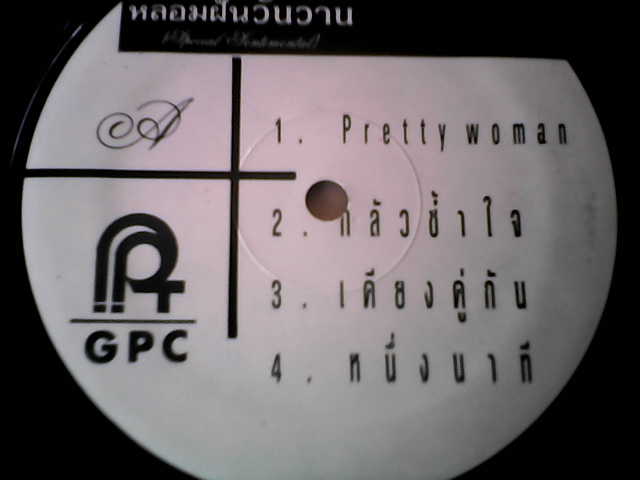 หลอมฝันวันวาน
(Special Sentimental)
A
1. Pretty woman
2. กลัวช้ำใจ
3. เคียงคู่กัน
4. หนึ่งนาที
GPC